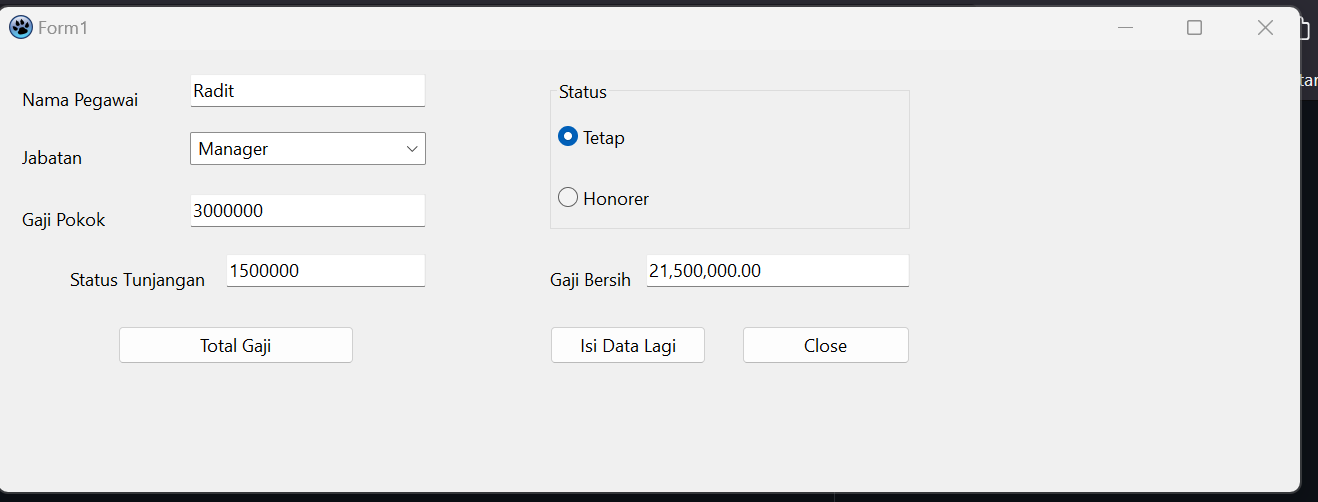 Form1
Nama Pegawai Radit
Jabatan Manager
Gaji Pokok 3000000
Status Tunjangan 1500000
Total Gaji
Status
Tetap
Honorer
Gaji Bersih 21,500,000.00
Isi Data Lagi Close
tar